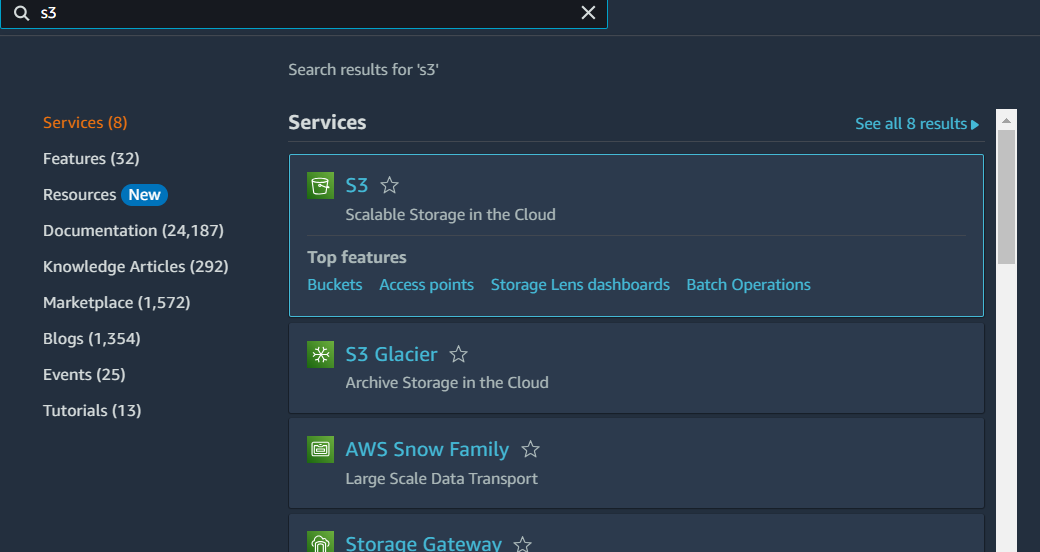 s3
Search results for 's3'
Services (8)
Features (32)
Resources New
Documentation (24,187)
Knowledge Articles (292)
Marketplace (1,572)
Blogs (1,354)
Events (25)
Tutorials (13)
Services
See all 8 results
S3
Scalable Storage in the Cloud
Top features
Buckets Access points Storage Lens dashboards Batch Operations
S3 Glacier
Archive Storage in the Cloud
AWS Snow Family
Large Scale Data Transport
Storage Gateway